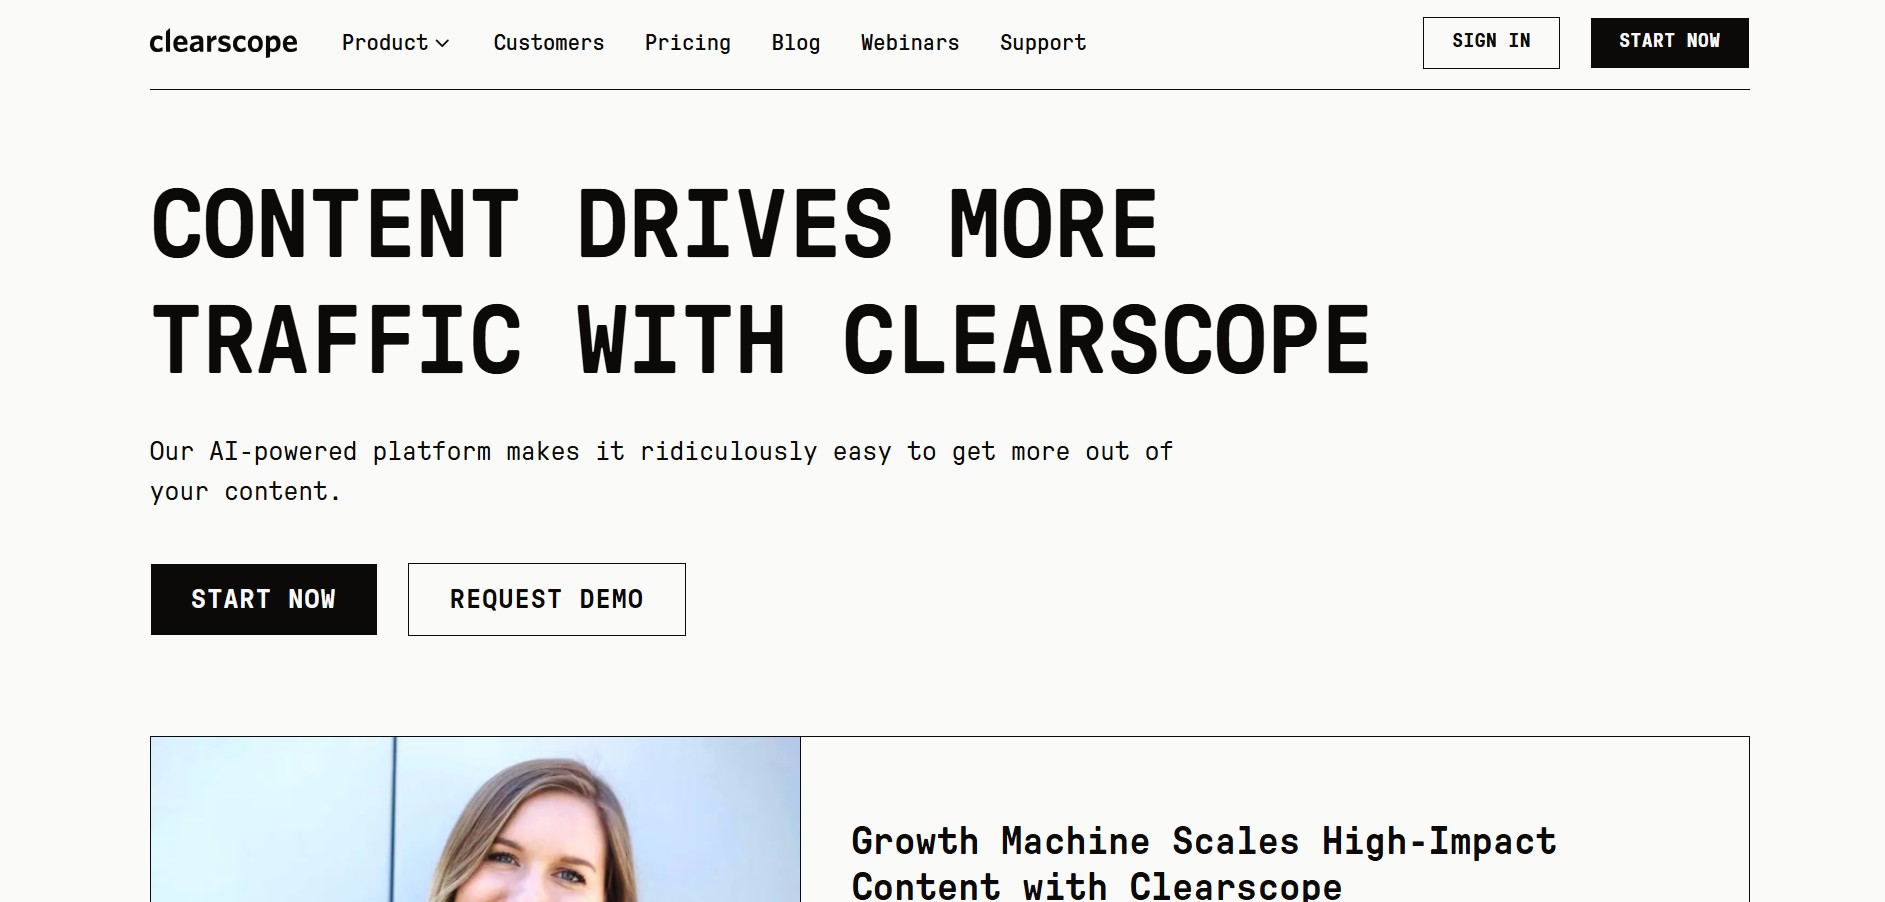 clearscope Product Customers Pricing Blog Webinars Support SIGN IN START NOW
CONTENT DRIVES MORE
TRAFFIC WITH CLEARSCOPE
Our AI-powered platform makes it ridiculously easy to get more out of
your content.
START NOW REQUEST DEMO
Growth Machine Scales High-Impact
Content with Clearscope